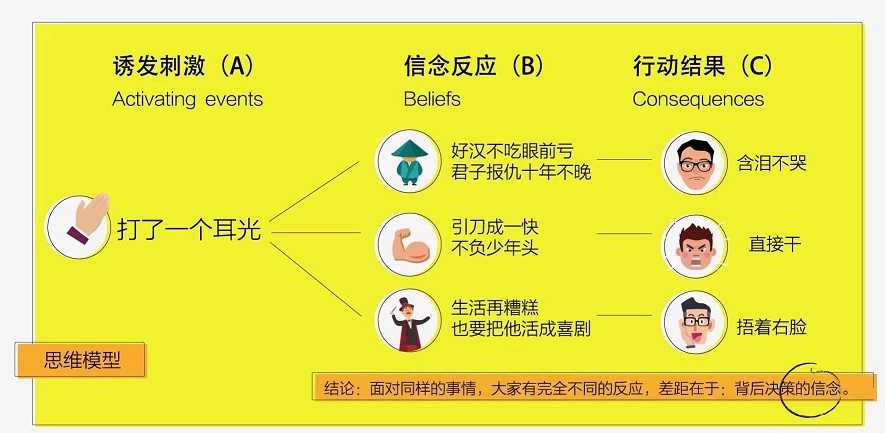 诱发刺激（A）
Activating events
信念反应（B）
Beliefs
行动结果（C）
Consequences
打了一个耳光
好汉不吃眼前亏
君子报仇十年不晚
含泪不哭
引刀成一快
不负少年头
直接干
生活再糟糕
也要把他活成喜剧
捂着右脸
思维模型
结论：面对同样的事情，大家有完全不同的反应，差距在于：背后决策的信念。